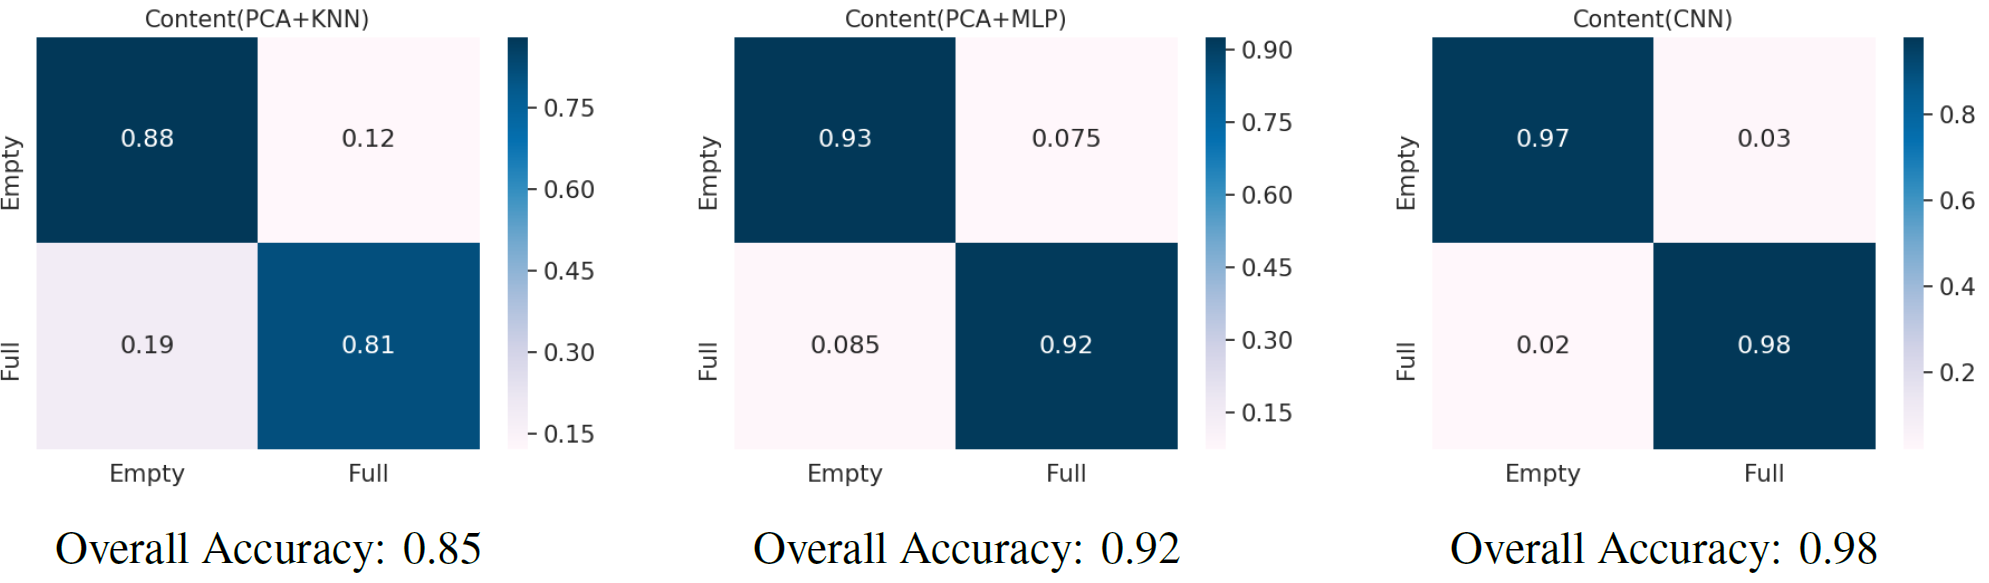 Content(PCA+KNN)
Empty
0.88
0.12
Full
0.19
0.81
Empty
Full
0.75
0.60
0.45
0.30
0.15
Overall Accuracy: 0.85
Content(PCA+MLP)
Empty
0.93
0.075
Full
0.085
0.92
Empty
Full
0.90
0.75
0.60
0.45
0.30
0.15
Overall Accuracy: 0.92
Content(CNN)
Empty
0.97
0.03
Full
0.02
0.98
Empty
Full
0.8
0.6
0.4
0.2
Overall Accuracy: 0.98